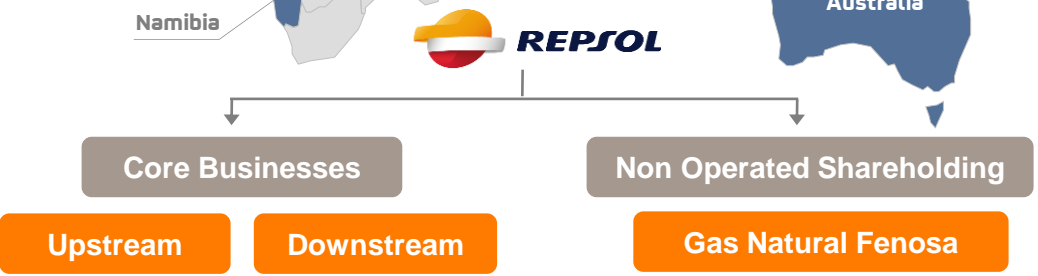 Australia
Namibia
REPSOL
Core Businesses
Non Operated Shareholding
Upstream
Downstream
Gas Natural Fenosa